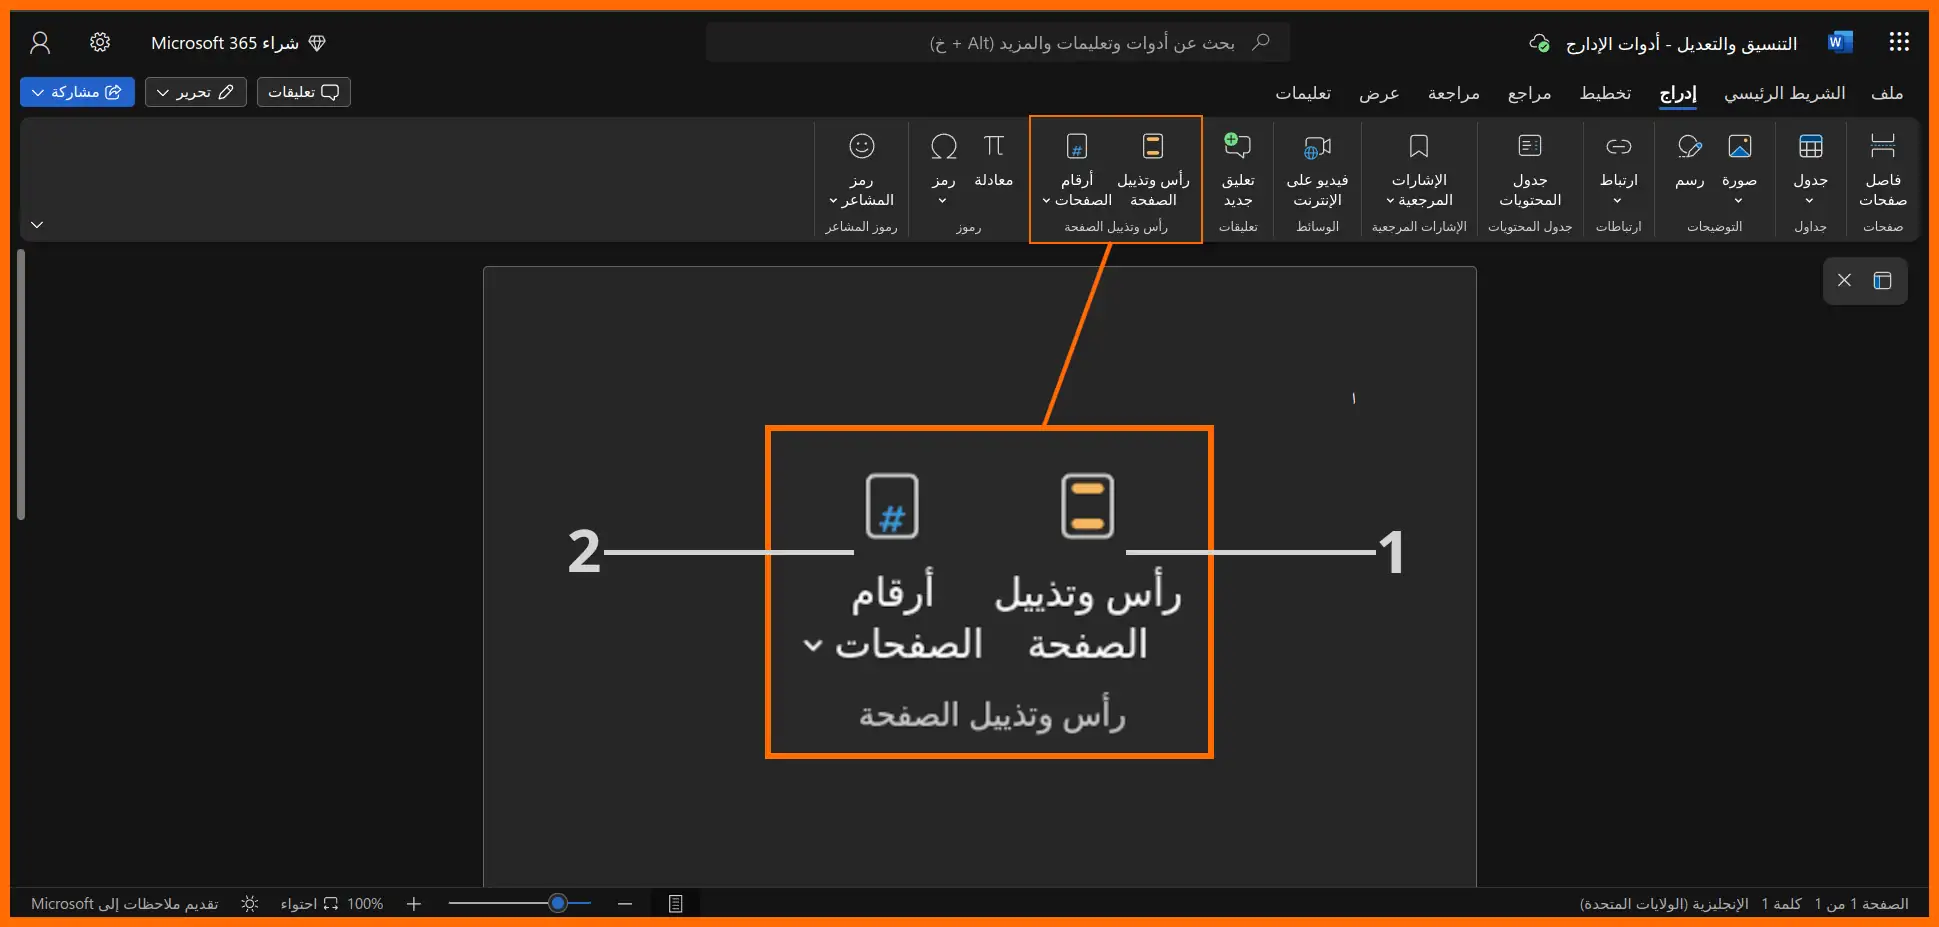 التنسيق والتعديل - أدوات الإدارج
بحث عن أدوات وتعليمات والمزيد (Alt + خ)
شراء Microsoft 365
ملف
الشريط الرئيسي
إدراج
تخطيط
مراجع
مراجعة
عرض
تعليمات
تعليقات
تحرير
مشاركة
فاصل
صفحات
صفحات
جدول
جداول
صورة
رسم
التوضيحات
ارتباط
ارتباطات
جدول
المحتويات
جدول المحتويات
الإشارات
المرجعية
الإشارات المرجعية
فيديو على
الإنترنت
الوسائط
تعليق
جديد
تعليقات
رأس وتذييل
الصفحة
أرقام
الصفحات
رأس وتذييل الصفحة
معادلة
رمز
رموز
رمز
المشاعر
رموز المشاعر
١
1
2
رأس وتذييل
الصفحة
أرقام
الصفحات
رأس وتذييل الصفحة
الصفحة 1 من 1
كلمة 1
الإنجليزية (الولايات المتحدة)
100%
احتواء
تقديم ملاحظات إلى Microsoft